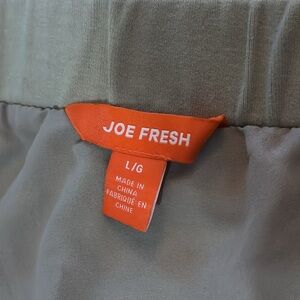 JOE FRESH
L/G
MADE IN
CHINA
FABRIQUÉ EN
CHINE